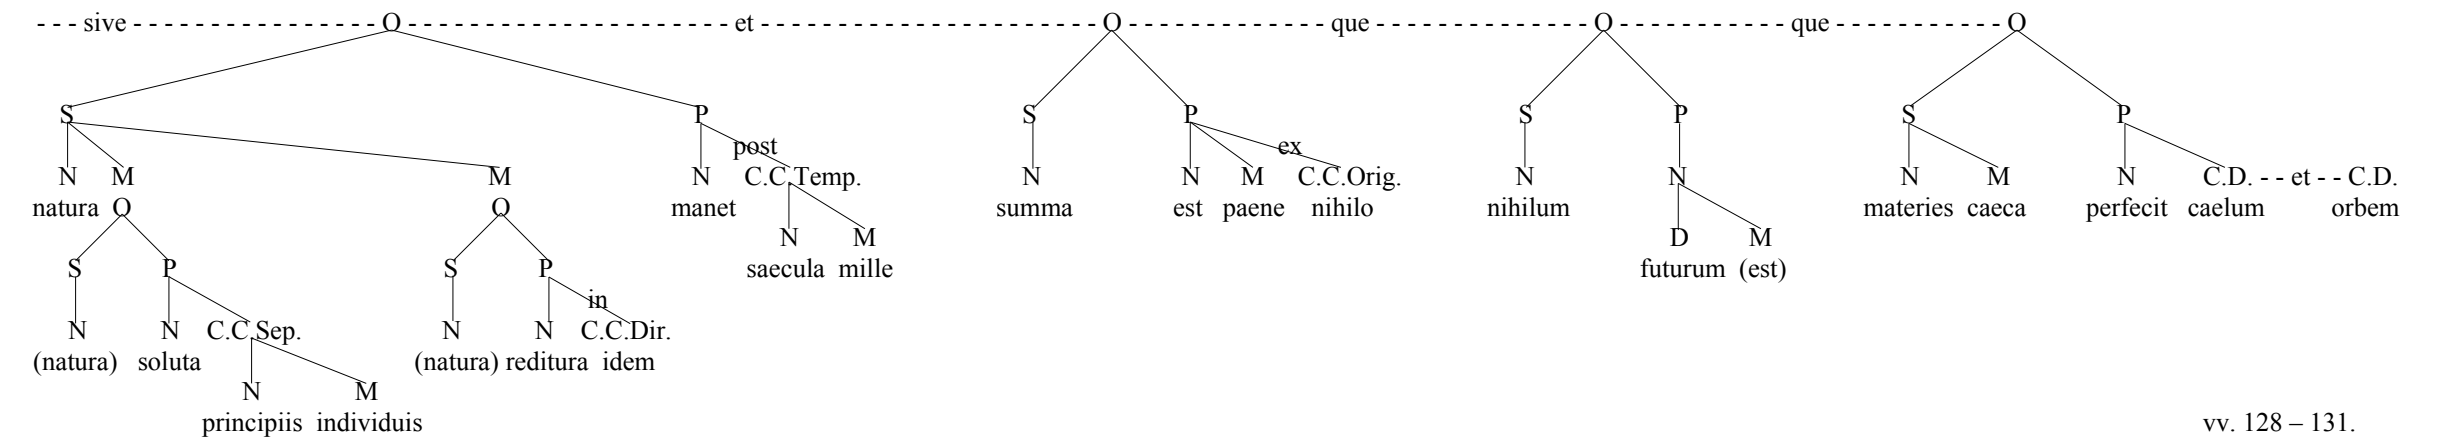 - - - sive - - - - - - - - - - - - - - - - - - - O - - - - - - - - - - - - - - - - - - - - - - - - et - - - - - - - - - - - - - - - - - - - - - - - - - O - - - - - - - - - - - - - - que - - - - - - - - - - - - - - - O - - - - - - - - - - - que - - - - - - - - - - - O
S P S P S P S P
post ex
N M M N C.C.Temp. N N M C.C.Orig. N N N M N C.D. - - et - - C.D.
natura O O manet summa est paene nihilo nihilum materies caeca perfecit caelum orbem
N M D M
saecula mille futurum (est)
S P S P
in
N N C.C.Sep. N N C.C.Dir.
(natura) soluta (natura) reditura idem
N M
principiis individuis vv. 128 – 131.